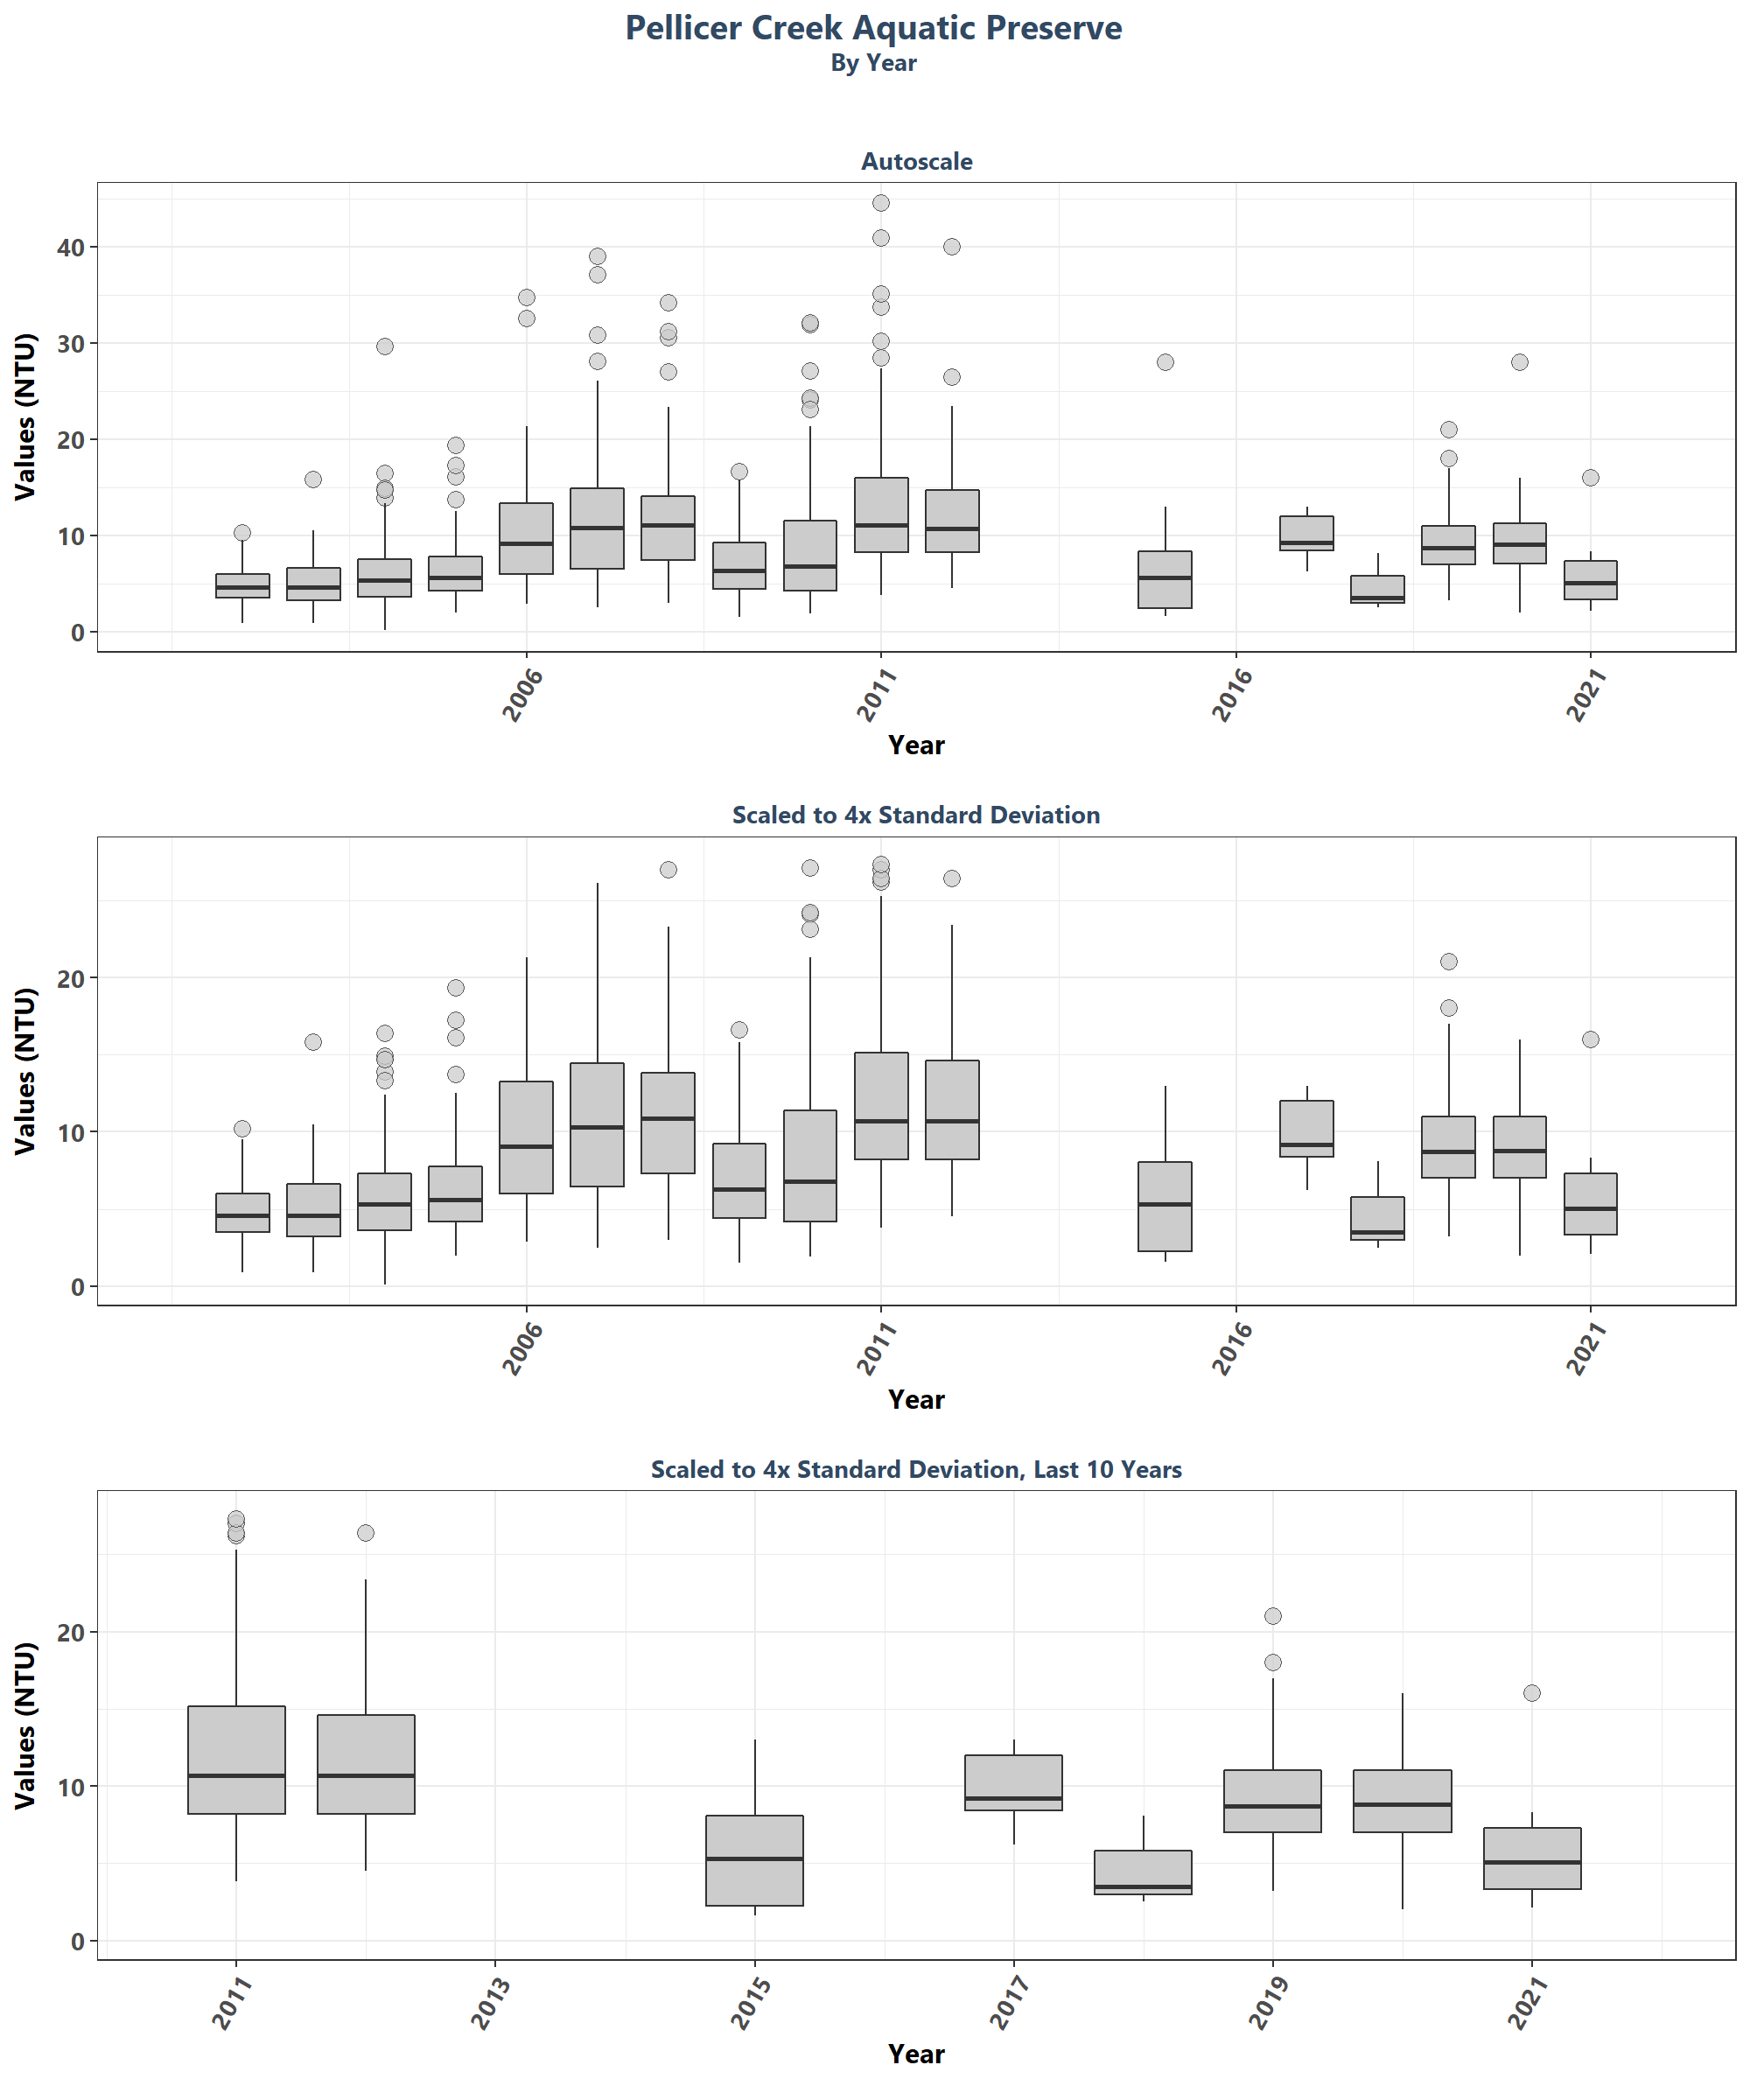 Pellicer Creek Aquatic Preserve
By Year
Autoscale
Values (NTU)
40
30
20
10
0
2006
2011
2016
2021
Year
Scaled to 4x Standard Deviation
Values (NTU)
20
10
0
2006
2011
2016
2021
Year
Scaled to 4x Standard Deviation, Last 10 Years
Values (NTU)
20
10
0
2011
2013
2015
2017
2019
2021
Year